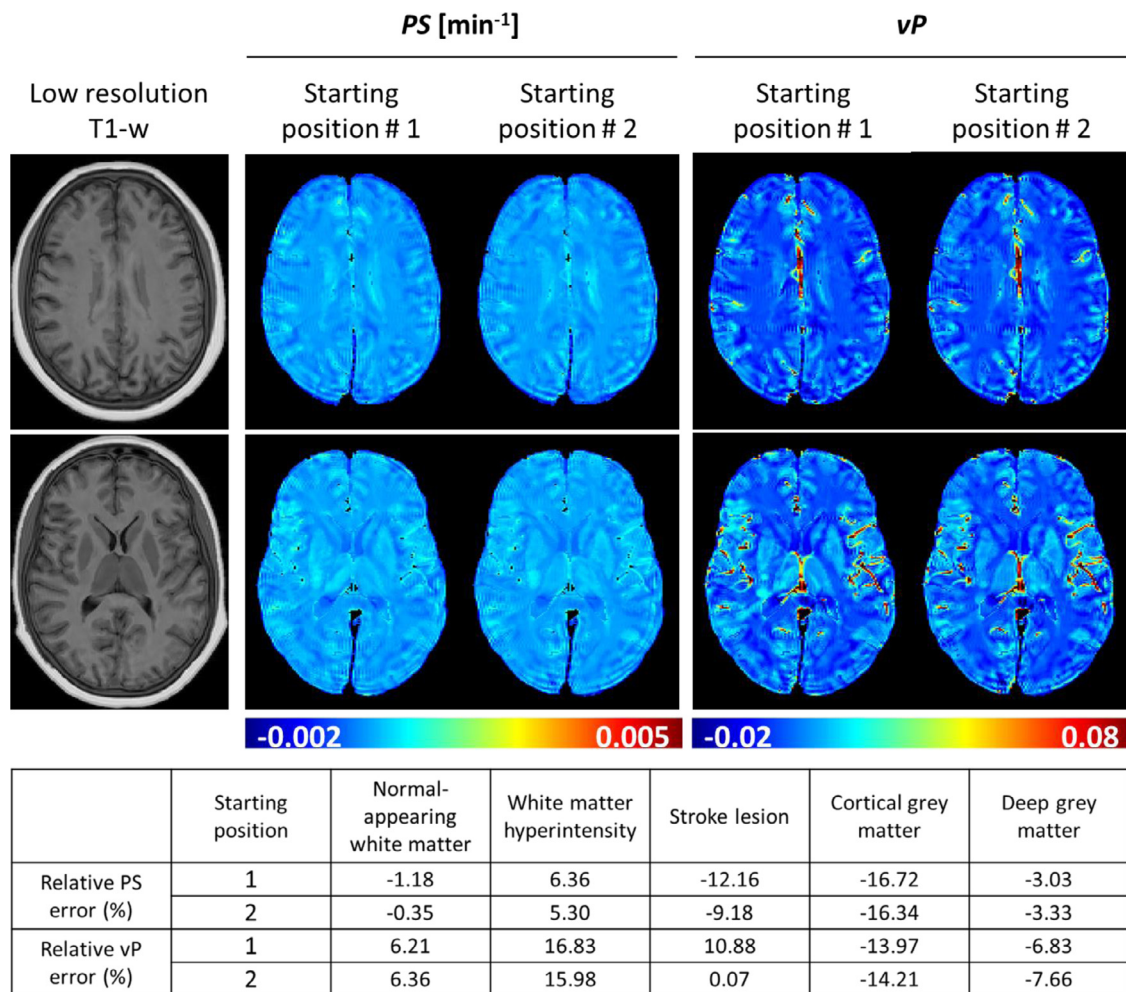 PS [min⁻¹]
vP
Low resolution
T1-w
Starting
position # 1
Starting
position # 2
Starting
position # 1
Starting
position # 2
-0.002
0.005
-0.02
0.08
Starting
position
Normal-
appearing
white matter
White matter
hyperintensity
Stroke lesion
Cortical grey
matter
Deep grey
matter
Relative PS
error (%)
1 -1.18 6.36 -12.16 -16.72 -3.03
2 -0.35 5.30 -9.18 -16.34 -3.33
Relative vP
error (%)
1 6.21 16.83 10.88 -13.97 -6.83
2 6.36 15.98 0.07 -14.21 -7.66